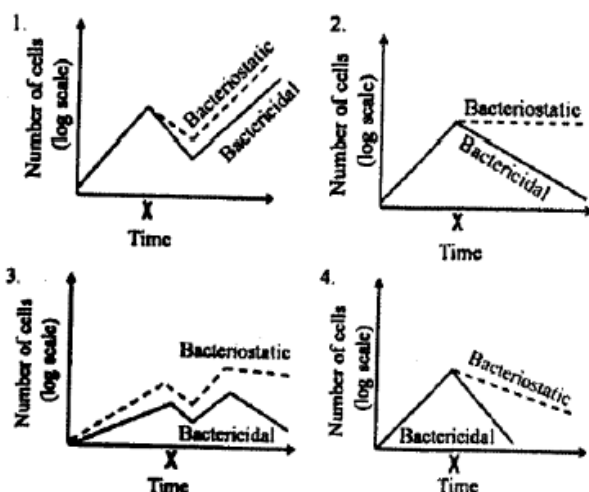 1.
Number of cells
(log scale)
Bacteriostatic
Bactericidal
X
Time
2.
Number of cells
(log scale)
Bacteriostatic
Bactericidal
X
Time
3.
Number of cells
(log scale)
Bacteriostatic
Bactericidal
X
Time
4.
Number of cells
(log scale)
Bacteriostatic
Bactericidal
X
Time